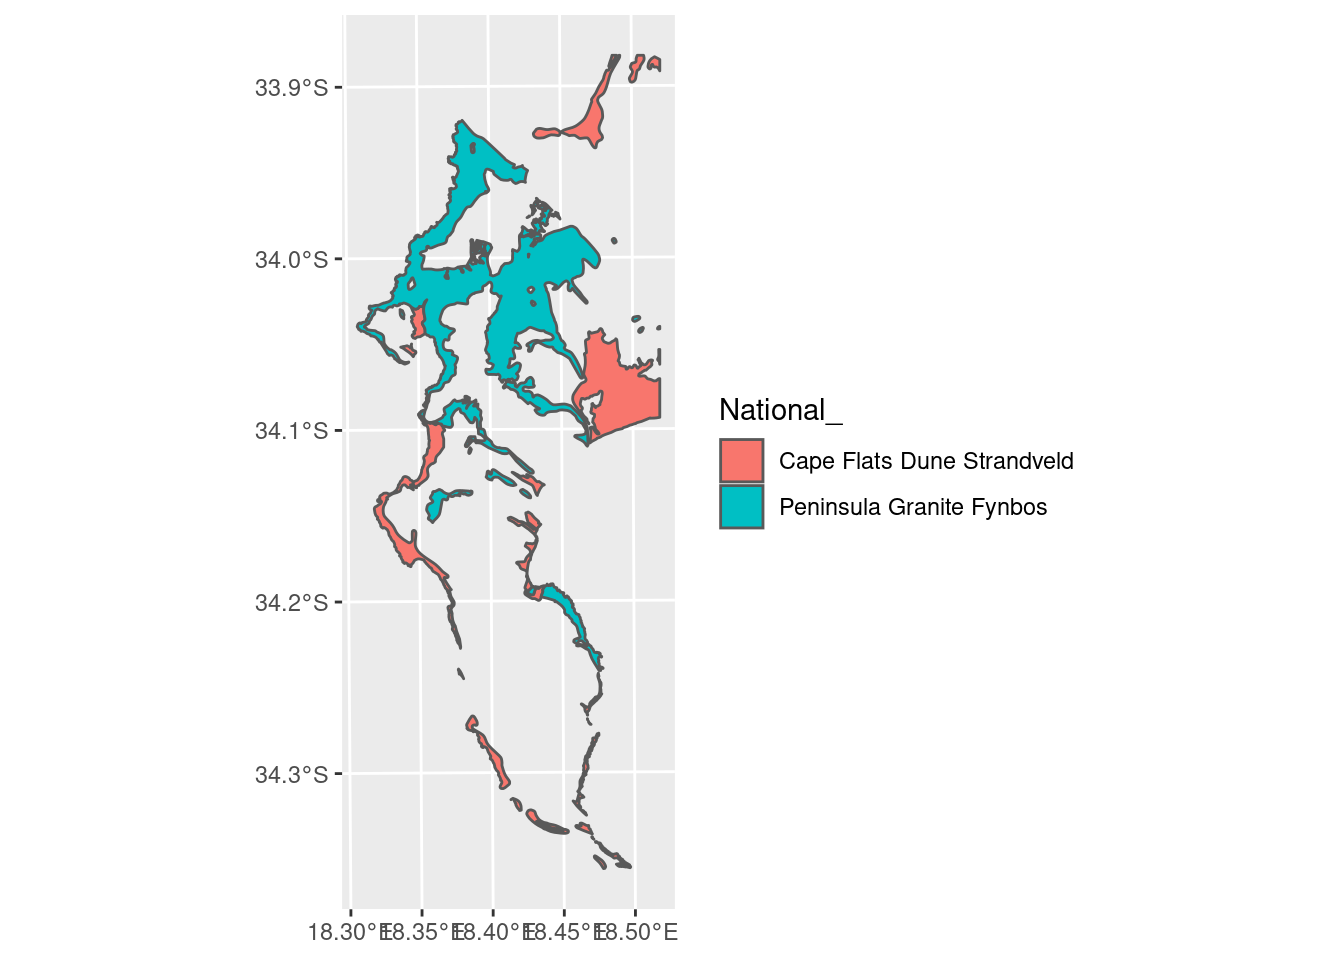 33.9°S
34.0°S
34.1°S
34.2°S
34.3°S
18.30°E 18.35°E 18.40°E 18.45°E 18.50°E
National_
Cape Flats Dune Strandveld
Peninsula Granite Fynbos